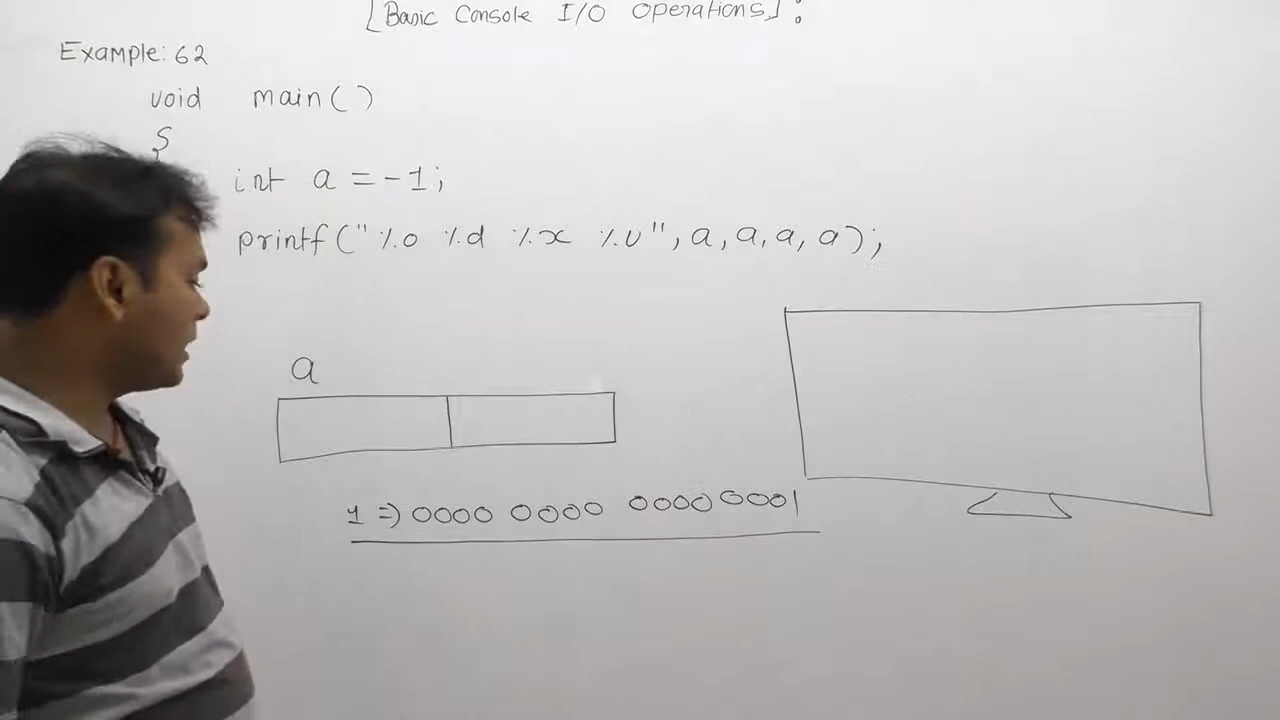 [Basic Console I/O Operations]:
Example: 62
void main()
{
int a = -1;
printf("%o %d %x %u", a, a, a, a);
a
1 => 0000 0000 0000 0001